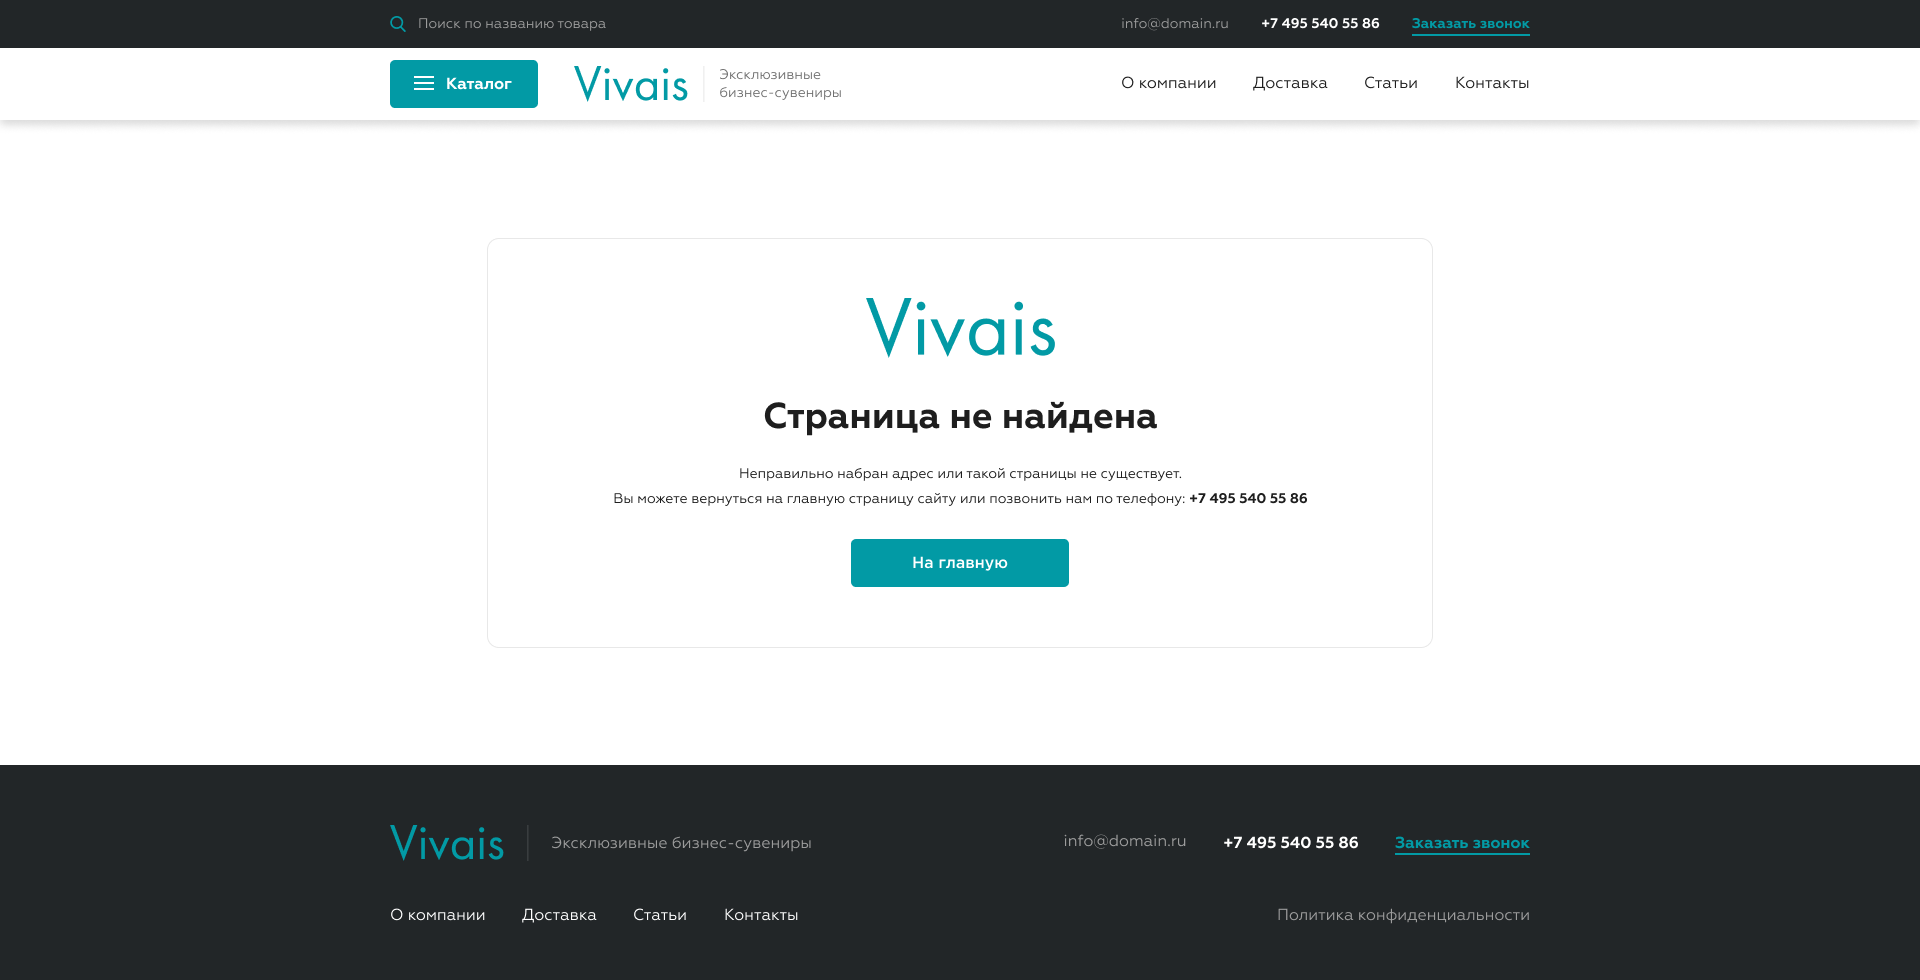 Поиск по названию товара
info@domain.ru
+7 495 540 55 86
Заказать звонок
Каталог
Vivais
Эксклюзивные
бизнес-сувениры
О компании
Доставка
Статьи
Контакты
Vivais
Страница не найдена
Неправильно набран адрес или такой страницы не существует.
Вы можете вернуться на главную страницу сайту или позвонить нам по телефону: +7 495 540 55 86
На главную
Vivais
Эксклюзивные бизнес-сувениры
info@domain.ru
+7 495 540 55 86
Заказать звонок
О компании
Доставка
Статьи
Контакты
Политика конфиденциальности